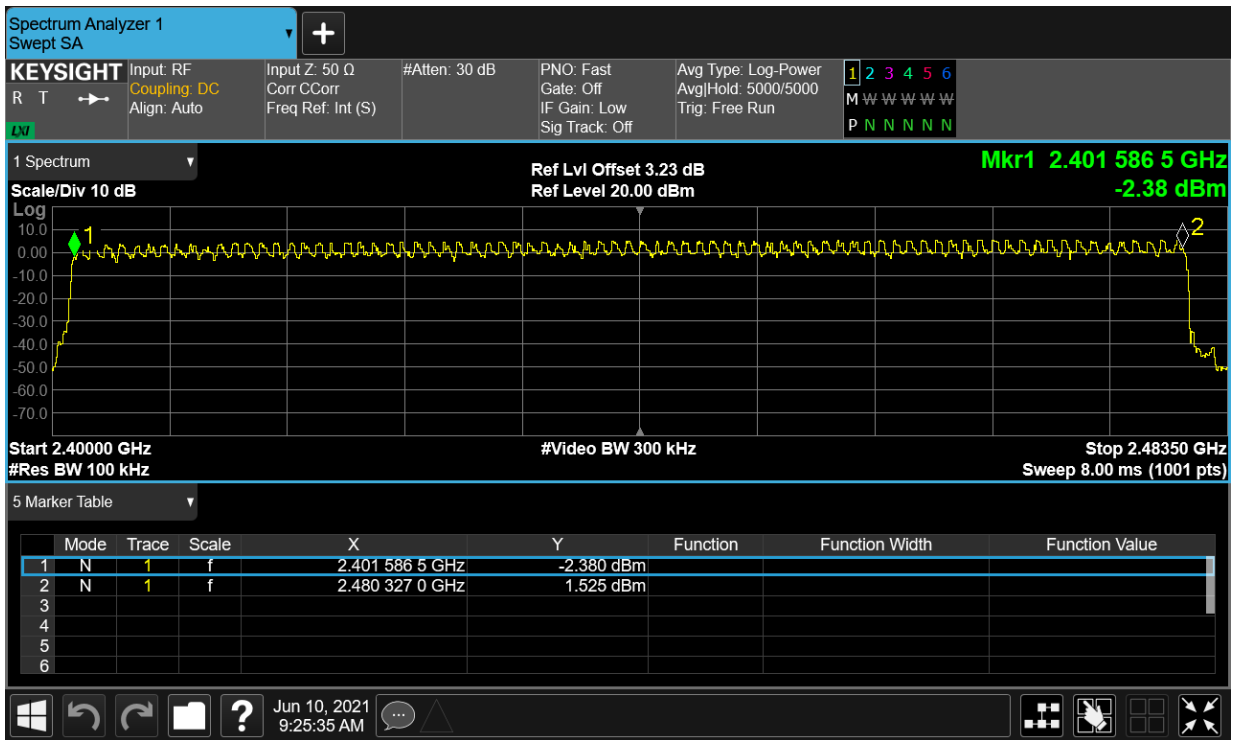 Spectrum Analyzer 1
Swept SA
KEYSIGHT
R T
LXI
Input: RF
Coupling: DC
Align: Auto
Input Z: 50 Ω
Corr CCorr
Freq Ref: Int (S)
#Atten: 30 dB
PNO: Fast
Gate: Off
IF Gain: Low
Sig Track: Off
Avg Type: Log-Power
Avg|Hold: 5000/5000
Trig: Free Run
1 2 3 4 5 6
M W W W W W
P N N N N N
1 Spectrum
Scale/Div 10 dB
Ref Lvl Offset 3.23 dB
Ref Level 20.00 dBm
Mkr1 2.401 586 5 GHz
-2.38 dBm
Log
10.0
0.00
-10.0
-20.0
-30.0
-40.0
-50.0
-60.0
-70.0
1
2
Start 2.40000 GHz
#Res BW 100 kHz
#Video BW 300 kHz
Stop 2.48350 GHz
Sweep 8.00 ms (1001 pts)
5 Marker Table
Mode Trace Scale X Y Function Function Width Function Value
1 N 1 f 2.401 586 5 GHz -2.380 dBm
2 N 1 f 2.480 327 0 GHz 1.525 dBm
3
4
5
6
?
Jun 10, 2021
9:25:35 AM